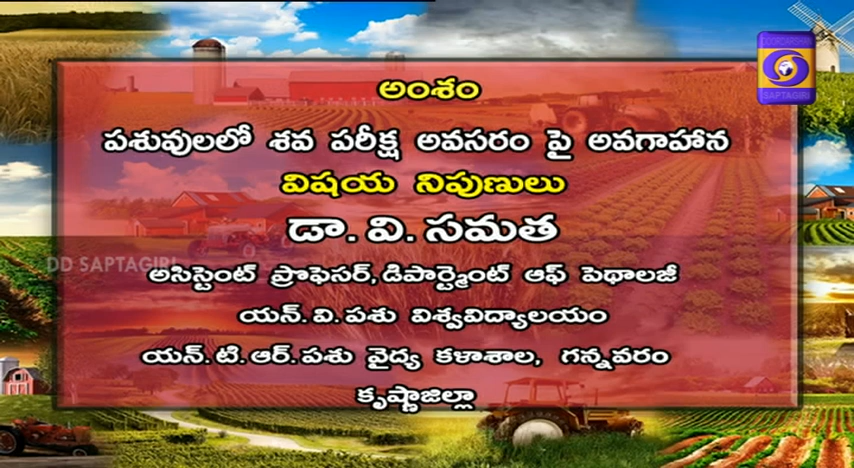 అంశం
పశువులలో శవ పరీక్ష అవసరం పై అవగాహాన
విషయ నిపుణులు
డా. వి. సమత
అసిస్టెంట్ ప్రొఫెసర్, డిపార్ట్మెంట్ ఆఫ్ పెథాలజీ
యన్. వి. పశు విశ్వవిద్యాలయం
యన్. టి. ఆర్. పశు వైద్య కళాశాల, గన్నవరం
కృష్ణాజిల్లా
DD SAPTAGIRI
DOORDARSHAN
SAPTAGIRI